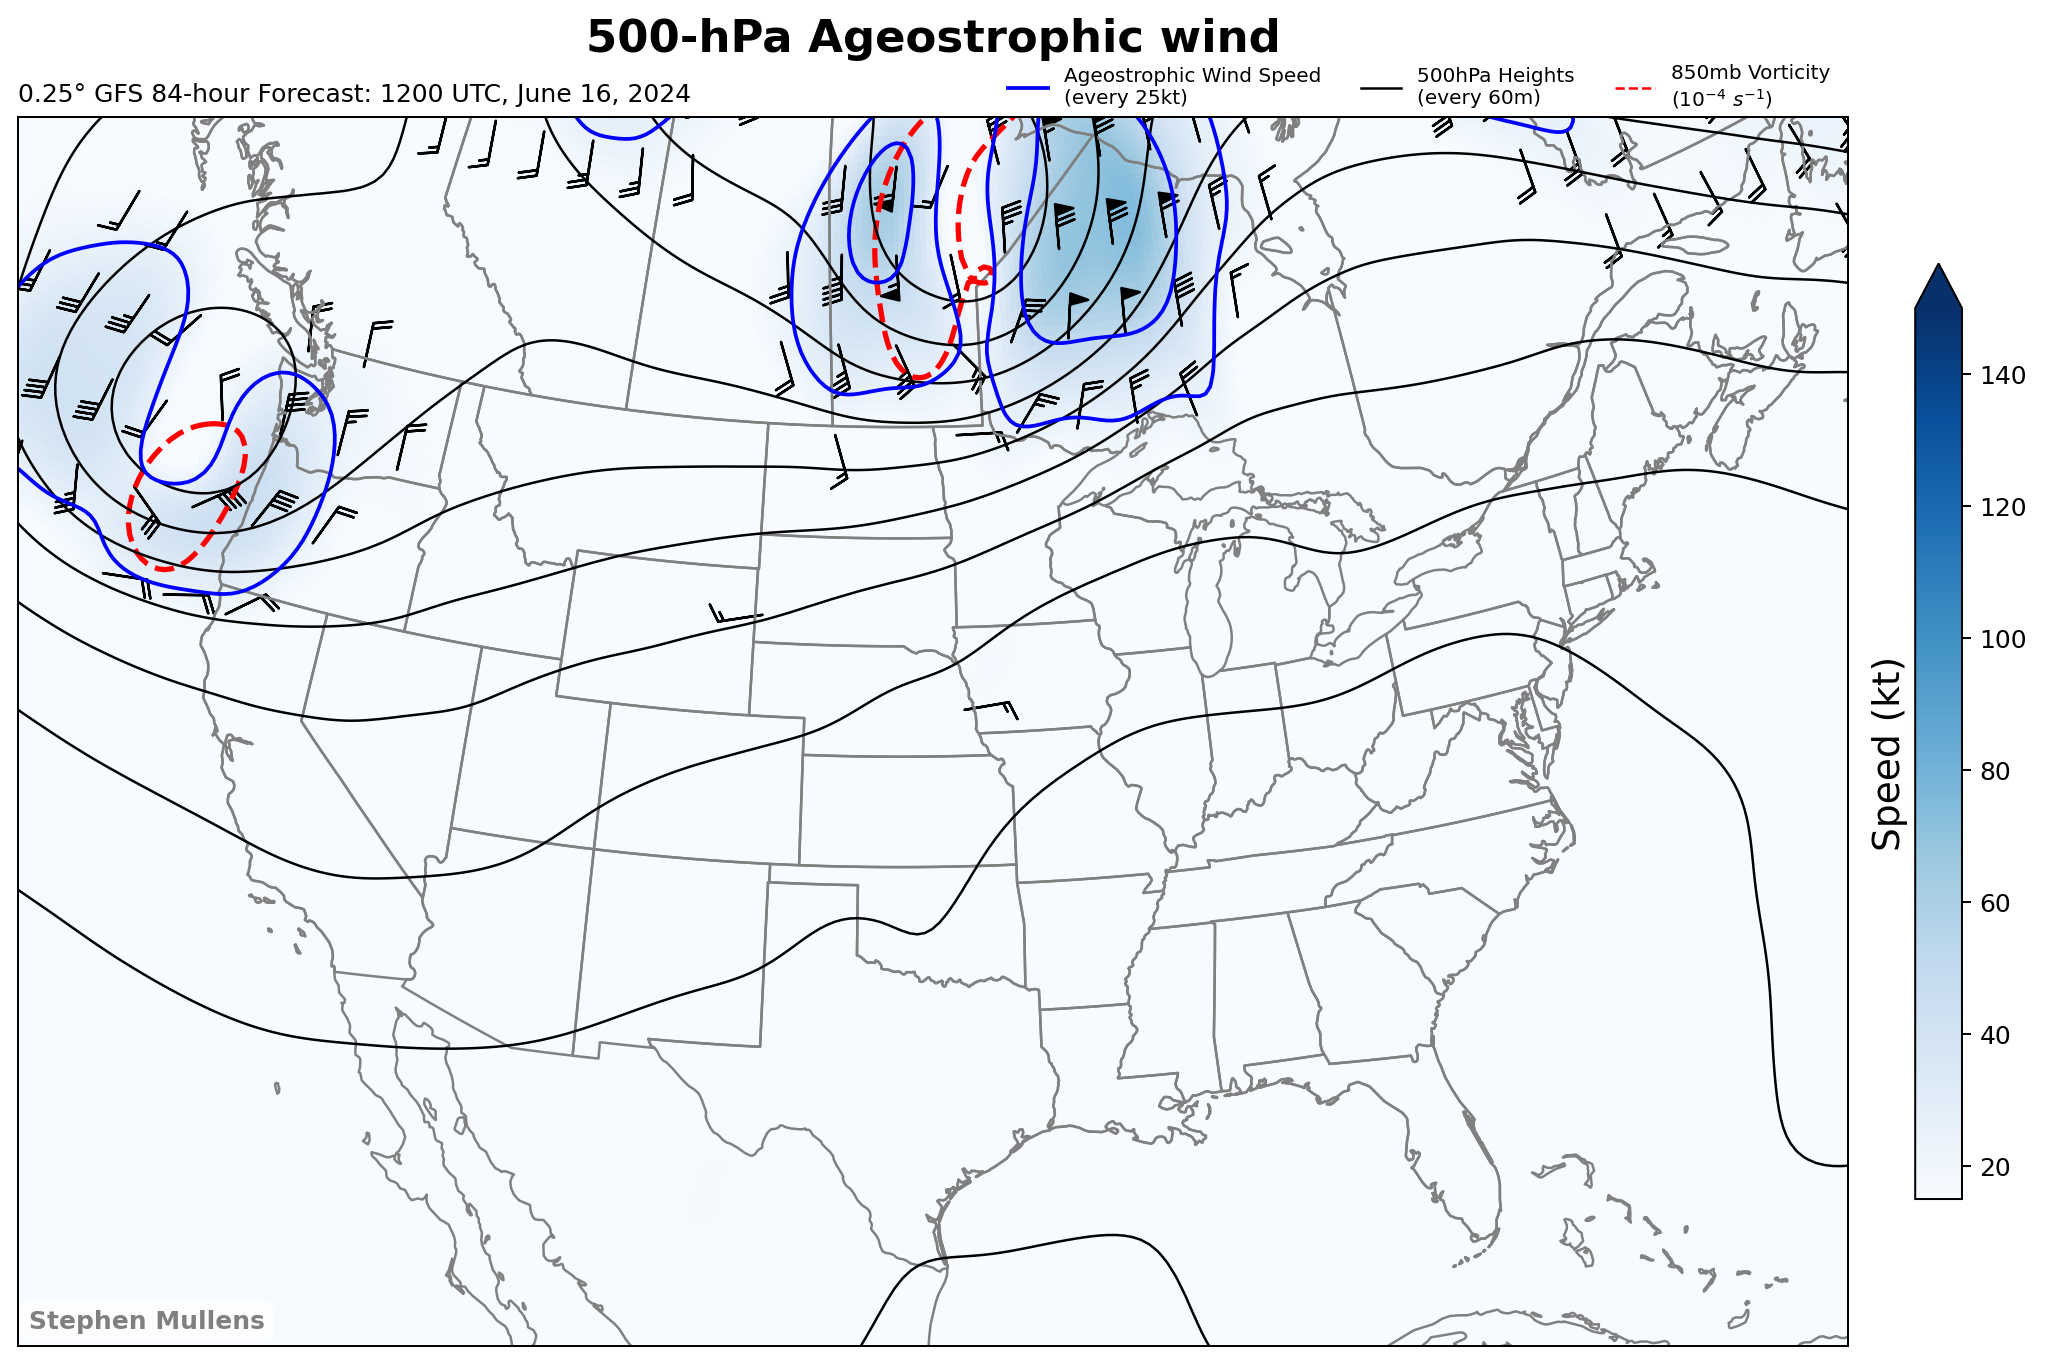 500-hPa Ageostrophic wind
0.25° GFS 84-hour Forecast: 1200 UTC, June 16, 2024
Ageostrophic Wind Speed
(every 25kt)
500hPa Heights
(every 60m)
850mb Vorticity
(10⁻⁴ s⁻¹)
140
120
100
80
60
40
20
Speed (kt)
Stephen Mullens